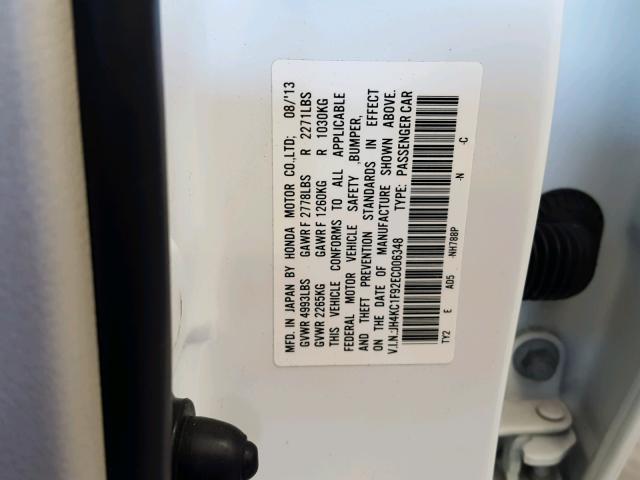 MFD. IN JAPAN BY HONDA MOTOR CO.,LTD; 08/'13
GVWR 4993LBS GAWR F 2778LBS R 2271LBS
GVWR 2265KG GAWR F 1260KG R 1030KG
THIS VEHICLE CONFORMS TO ALL APPLICABLE
FEDERAL MOTOR VEHICLE SAFETY ,BUMPER,
AND THEFT PREVENTION STANDARDS IN EFFECT
ON THE DATE OF MANUFACTURE SHOWN ABOVE.
V.I.N.:JH4KC1F92EC006348 TYPE: PASSENGER CAR
TY2 E A05 -NH788P -N -C